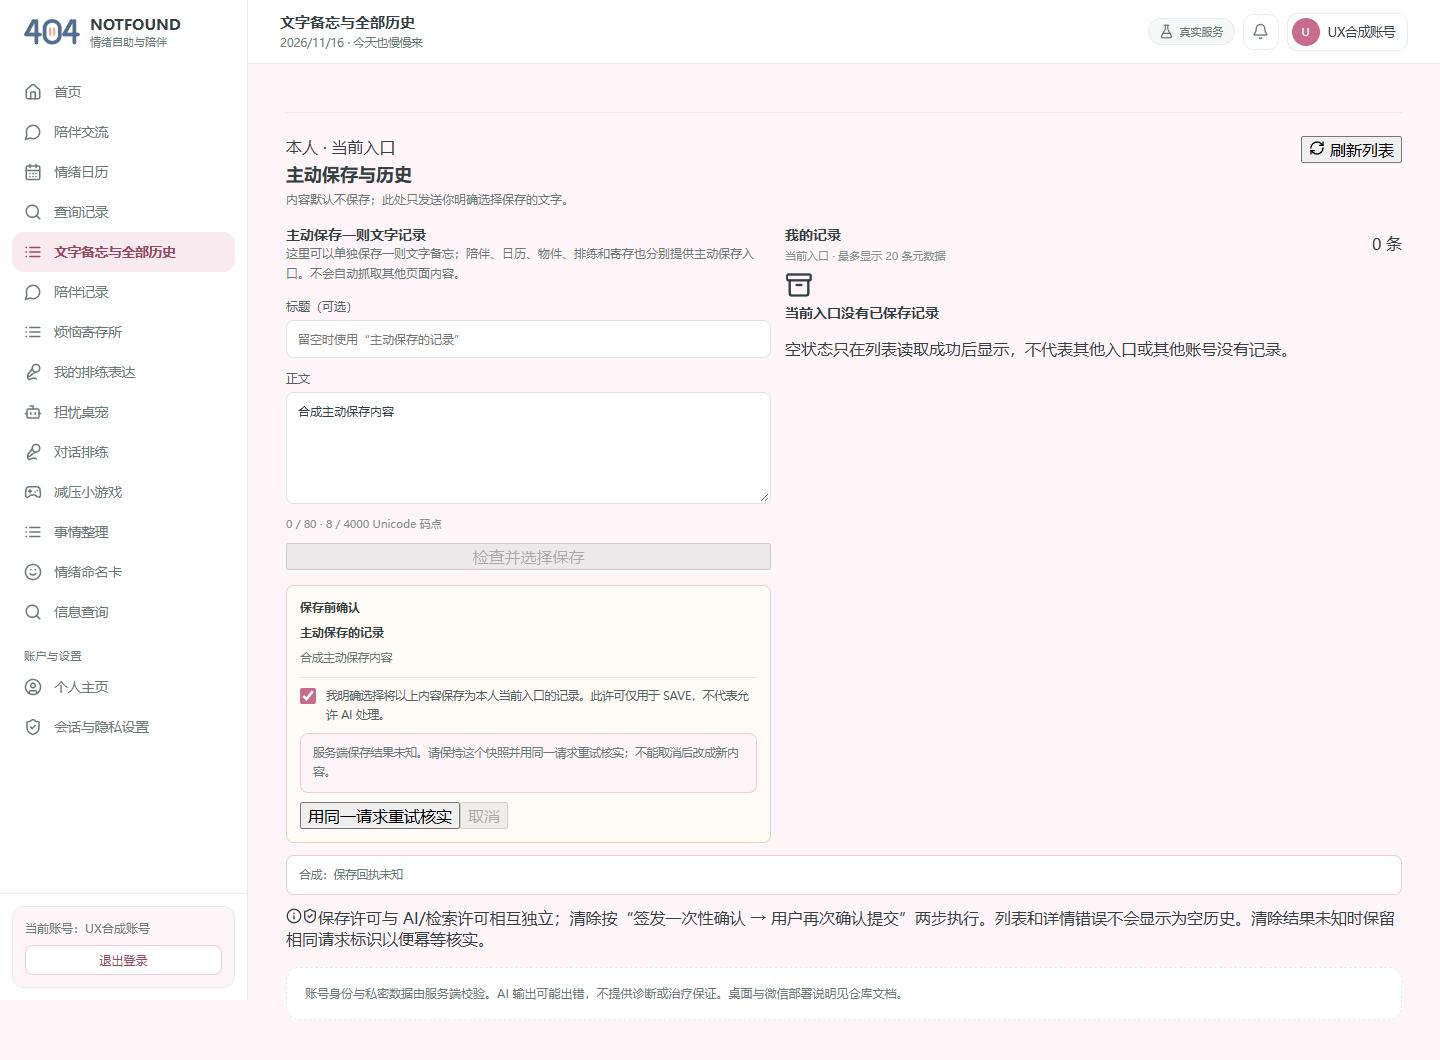 404 NOTFOUND
情绪自助与陪伴
首页
陪伴交流
情绪日历
查询记录
文字备忘与全部历史
陪伴记录
烦恼寄存所
我的排练表达
担忧桌宠
对话排练
减压小游戏
事情整理
情绪命名卡
信息查询
账户与设置
个人主页
会话与隐私设置
当前账号：UX合成账号
退出登录
文字备忘与全部历史
2026/11/16 · 今天也慢慢来
真实服务
U UX合成账号
本人 · 当前入口
刷新列表
主动保存与历史
内容默认不保存；此处只发送你明确选择保存的文字。
主动保存一则文字记录
这里可以单独保存一则文字备忘；陪伴、日历、物件、排练和寄存也分别提供主动保存入
口。不会自动抓取其他页面内容。
标题（可选）
留空时使用“主动保存的记录”
正文
合成主动保存内容
0 / 80 · 8 / 4000 Unicode 码点
检查并选择保存
保存前确认
主动保存的记录
合成主动保存内容
我明确选择将以上内容保存为本人当前入口的记录。此许可仅用于 SAVE，不代表允
许 AI 处理。
服务端保存结果未知。请保持这个快照并用同一请求重试核实；不能取消后改成新内
容。
用同一请求重试核实 取消
我的记录
0 条
当前入口 · 最多显示 20 条元数据
当前入口没有已保存记录
空状态只在列表读取成功后显示，不代表其他入口或其他账号没有记录。
合成：保存回执未知
保存许可与 AI/检索许可相互独立；清除按“签发一次性确认 → 用户再次确认提交”两步执行。列表和详情错误不会显示为空历史。清除结果未知时保留
相同请求标识以便幂等核实。
账号身份与私密数据由服务端校验。AI 输出可能出错，不提供诊断或治疗保证。桌面与微信部署说明见仓库文档。